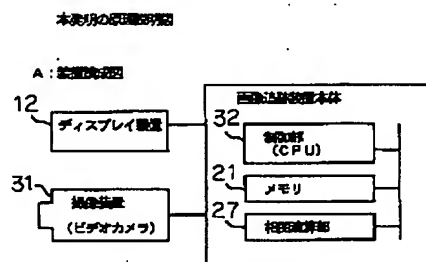 本発明の原理説明図
A：装置構成図
画像追跡装置本体
12
ディスプレイ装置
32
制御部
（CPU）
31
撮像装置
（ビデオカメラ）
21
メモリ
27
相関演算部